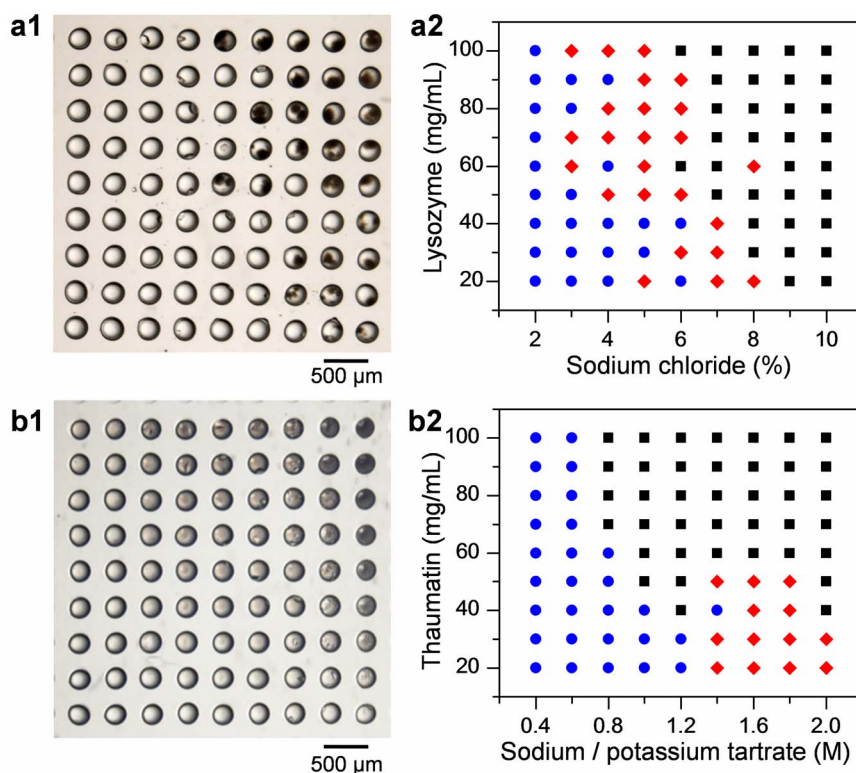 a1
500 μm
a2
Lysozyme (mg/mL)
100
80
60
40
20
2 4 6 8 10
Sodium chloride (%)
b1
500 μm
b2
Thaumatin (mg/mL)
100
80
60
40
20
0.4 0.8 1.2 1.6 2.0
Sodium / potassium tartrate (M)